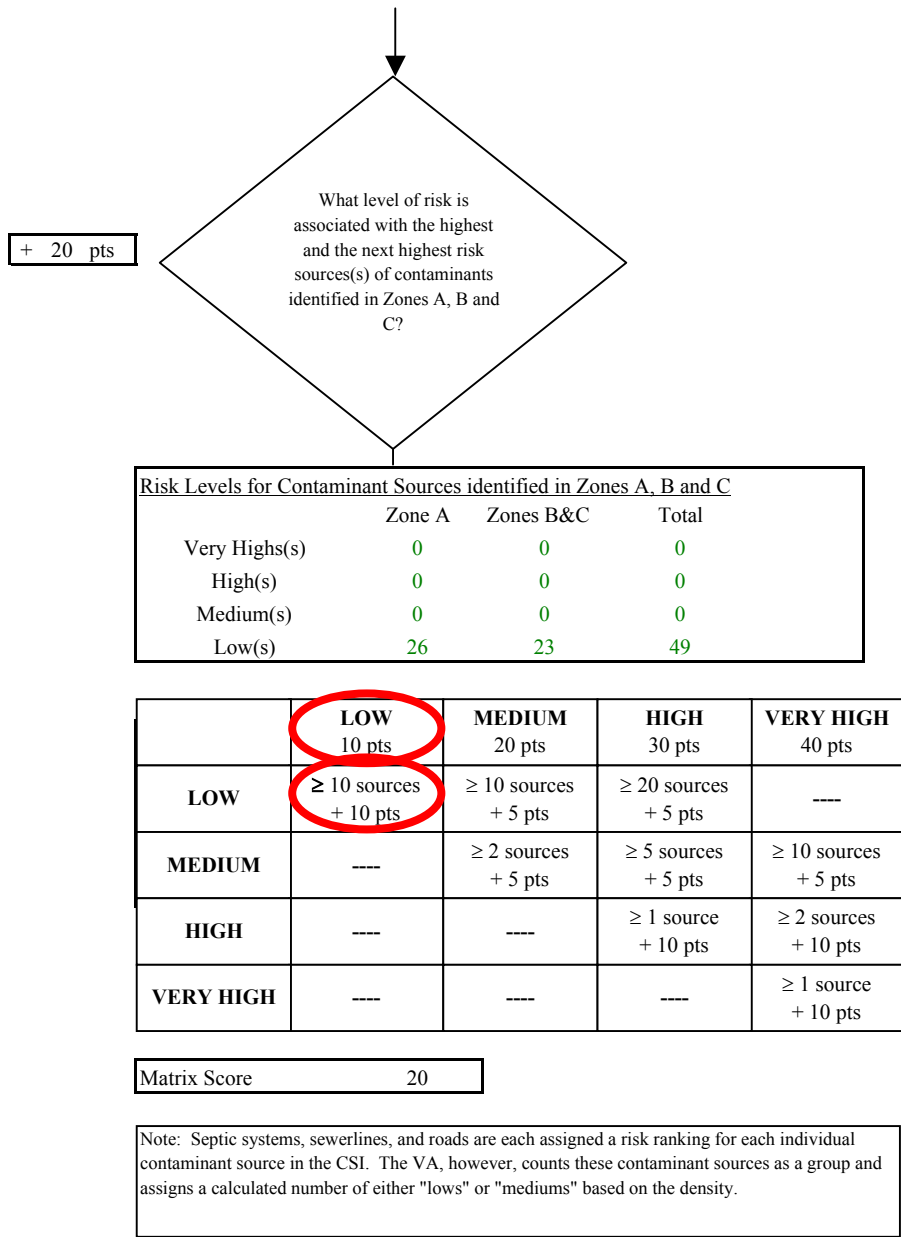 What level of risk is
associated with the highest
and the next highest risk
sources(s) of contaminants
identified in Zones A, B and
C?
+ 20 pts
Risk Levels for Contaminant Sources identified in Zones A, B and C
Zone A Zones B&C Total
Very Highs(s) 0 0 0
High(s) 0 0 0
Medium(s) 0 0 0
Low(s) 26 23 49
LOW MEDIUM HIGH VERY HIGH
10 pts 20 pts 30 pts 40 pts
LOW ≥ 10 sources ≥ 10 sources ≥ 20 sources ----
+ 10 pts + 5 pts + 5 pts
MEDIUM ---- ≥ 2 sources ≥ 5 sources ≥ 10 sources
+ 5 pts + 5 pts + 5 pts
HIGH ---- ---- ≥ 1 source ≥ 2 sources
+ 10 pts + 10 pts
VERY HIGH ---- ---- ---- ≥ 1 source
+ 10 pts
Matrix Score 20
Note: Septic systems, sewerlines, and roads are each assigned a risk ranking for each individual
contaminant source in the CSI. The VA, however, counts these contaminant sources as a group and
assigns a calculated number of either "lows" or "mediums" based on the density.